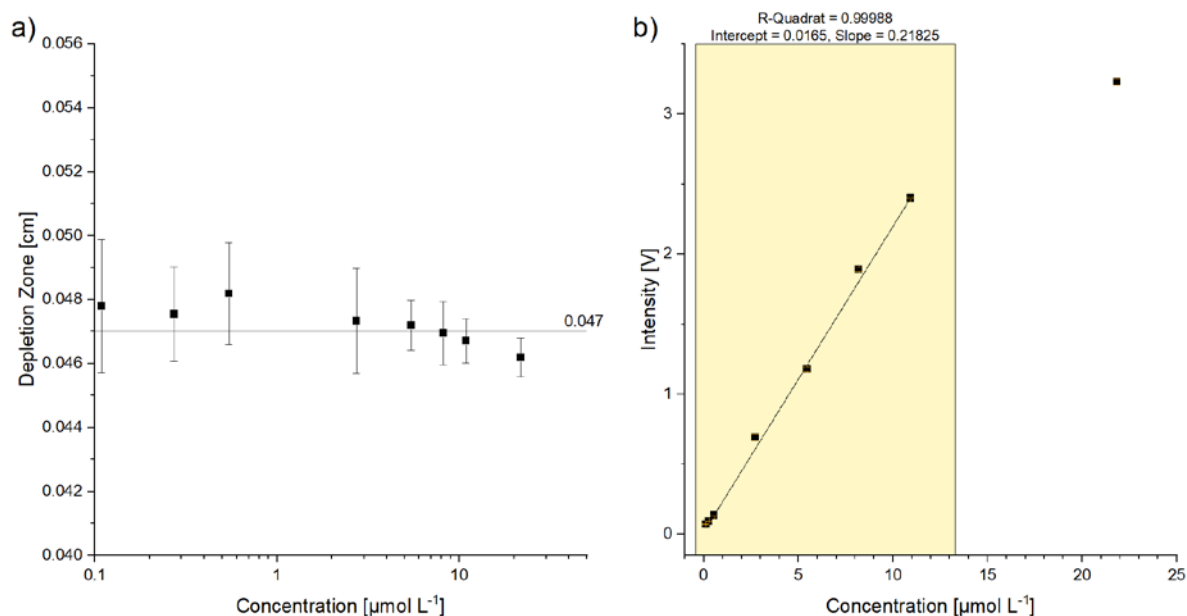 a)
0.056
0.054
0.052
0.050
0.048
0.046
0.044
0.042
0.040
Depletion Zone [cm]
0.047
0.1
1
10
Concentration [µmol L⁻¹]
b)
R-Quadrat = 0.99988
Intercept = 0.0165, Slope = 0.21825
3
2
1
0
Intensity [V]
0
5
10
15
20
25
Concentration [µmol L⁻¹]